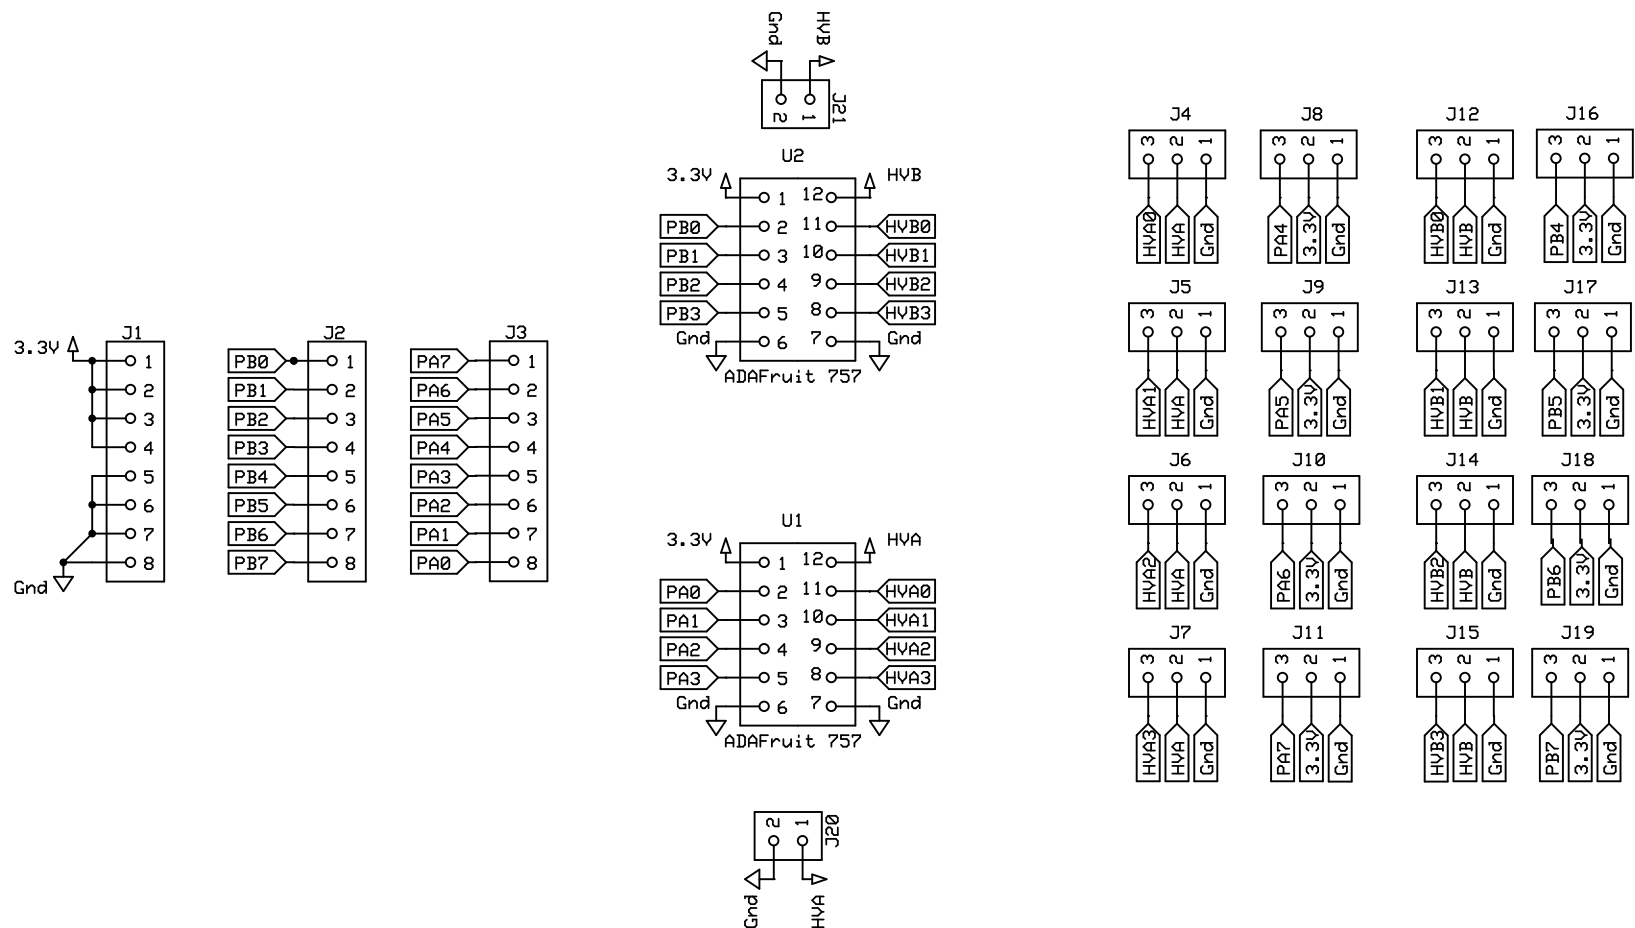 Gnd HVB
2 1
J21
U2
3.3V HVB
1 12
PB0 2 11 HVB0
PB1 3 10 HVB1
PB2 4 9 HVB2
PB3 5 8 HVB3
Gnd 6 7 Gnd
ADAFruit 757
J1
3.3V
1
2
3
4
5
6
7
8
Gnd
J2
PB0 1
PB1 2
PB2 3
PB3 4
PB4 5
PB5 6
PB6 7
PB7 8
J3
PA7 1
PA6 2
PA5 3
PA4 4
PA3 5
PA2 6
PA1 7
PA0 8
U1
3.3V HVA
1 12
PA0 2 11 HVA0
PA1 3 10 HVA1
PA2 4 9 HVA2
PA3 5 8 HVA3
Gnd 6 7 Gnd
ADAFruit 757
2 1
J20
Gnd HVA
J4 J8 J12 J16
3 2 1 3 2 1 3 2 1 3 2 1
HVA0 HVA Gnd PA4 3.3V Gnd HVB0 HVB Gnd PB4 3.3V Gnd
J5 J9 J13 J17
3 2 1 3 2 1 3 2 1 3 2 1
HVA1 HVA Gnd PA5 3.3V Gnd HVB1 HVB Gnd PB5 3.3V Gnd
J6 J10 J14 J18
3 2 1 3 2 1 3 2 1 3 2 1
HVA2 HVA Gnd PA6 3.3V Gnd HVB2 HVB Gnd PB6 3.3V Gnd
J7 J11 J15 J19
3 2 1 3 2 1 3 2 1 3 2 1
HVA3 HVA Gnd PA7 3.3V Gnd HVB3 HVB Gnd PB7 3.3V Gnd